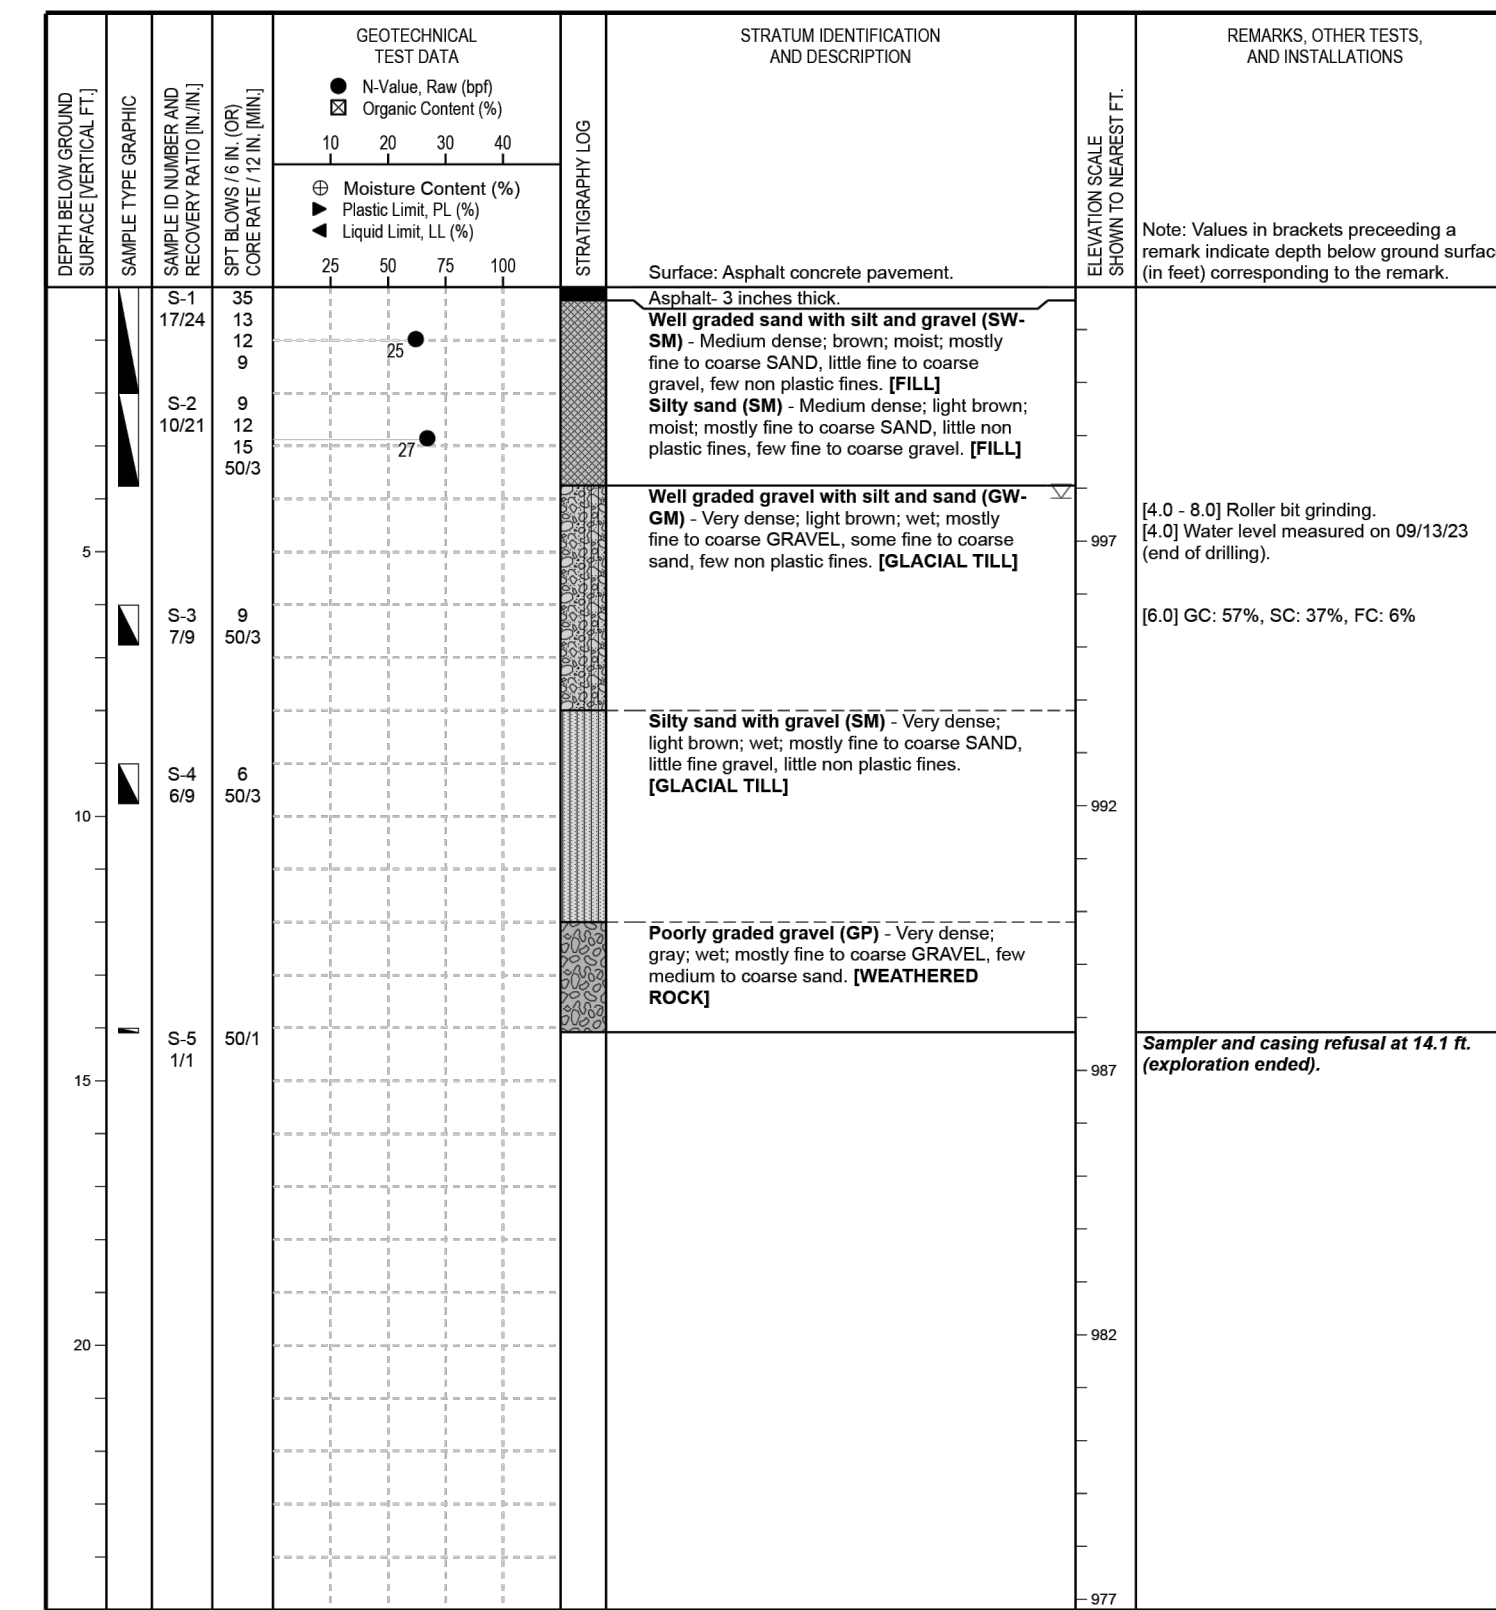 DEPTH BELOW GROUND
SURFACE [VERTICAL FT.]
SAMPLE TYPE GRAPHIC
SAMPLE ID NUMBER AND
RECOVERY RATIO [IN./IN.]
SPT BLOWS / 6 IN. (OR)
CORE RATE / 12 IN. [MIN.]
GEOTECHNICAL
TEST DATA
N-Value, Raw (bpf)
Organic Content (%)
10 20 30 40
Moisture Content (%)
Plastic Limit, PL (%)
Liquid Limit, LL (%)
25 50 75 100
STRATIGRAPHY LOG
STRATUM IDENTIFICATION
AND DESCRIPTION
Surface: Asphalt concrete pavement.
ELEVATION SCALE
SHOWN TO NEAREST FT.
REMARKS, OTHER TESTS,
AND INSTALLATIONS
Note: Values in brackets preceeding a
remark indicate depth below ground surfac
(in feet) corresponding to the remark.
S-1
17/24
35
13
12
9
25
Asphalt- 3 inches thick.
Well graded sand with silt and gravel (SW-
SM) - Medium dense; brown; moist; mostly
fine to coarse SAND, little fine to coarse
gravel, few non plastic fines. [FILL]
S-2
10/21
9
12
15
50/3
27
Silty sand (SM) - Medium dense; light brown;
moist; mostly fine to coarse SAND, little non
plastic fines, few fine to coarse gravel. [FILL]
Well graded gravel with silt and sand (GW-
GM) - Very dense; light brown; wet; mostly
fine to coarse GRAVEL, some fine to coarse
sand, few non plastic fines. [GLACIAL TILL]
[4.0 - 8.0] Roller bit grinding.
[4.0] Water level measured on 09/13/23
(end of drilling).
5
997
S-3
7/9
9
50/3
[6.0] GC: 57%, SC: 37%, FC: 6%
Silty sand with gravel (SM) - Very dense;
light brown; wet; mostly fine to coarse SAND,
little fine gravel, little non plastic fines.
[GLACIAL TILL]
S-4
6/9
6
50/3
10
992
Poorly graded gravel (GP) - Very dense;
gray; wet; mostly fine to coarse GRAVEL, few
medium to coarse sand. [WEATHERED
ROCK]
S-5
1/1
50/1
Sampler and casing refusal at 14.1 ft.
(exploration ended).
15
987
20
982
977